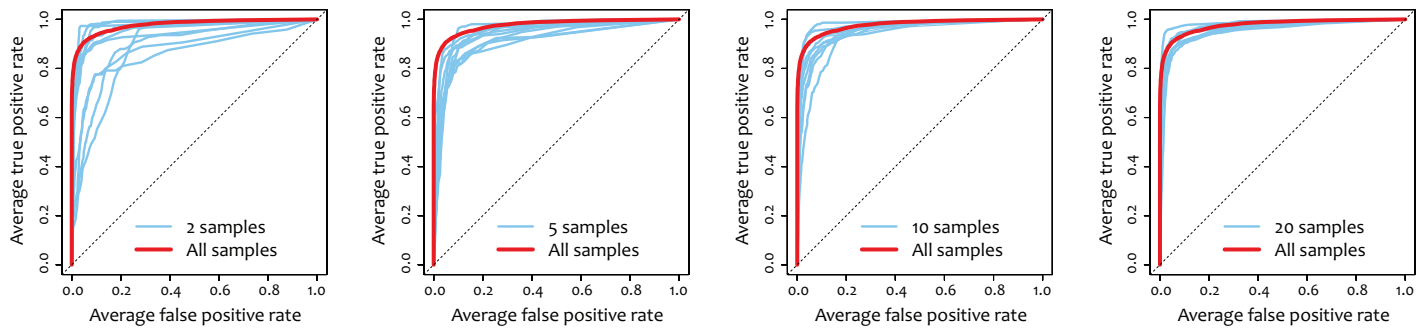 Average true positive rate
1.0
0.8
0.6
0.4
0.2
0.0
2 samples
All samples
0.0 0.2 0.4 0.6 0.8 1.0
Average false positive rate
Average true positive rate
1.0
0.8
0.6
0.4
0.2
0.0
5 samples
All samples
0.0 0.2 0.4 0.6 0.8 1.0
Average false positive rate
Average true positive rate
1.0
0.8
0.6
0.4
0.2
0.0
10 samples
All samples
0.0 0.2 0.4 0.6 0.8 1.0
Average false positive rate
Average true positive rate
1.0
0.8
0.6
0.4
0.2
0.0
20 samples
All samples
0.0 0.2 0.4 0.6 0.8 1.0
Average false positive rate